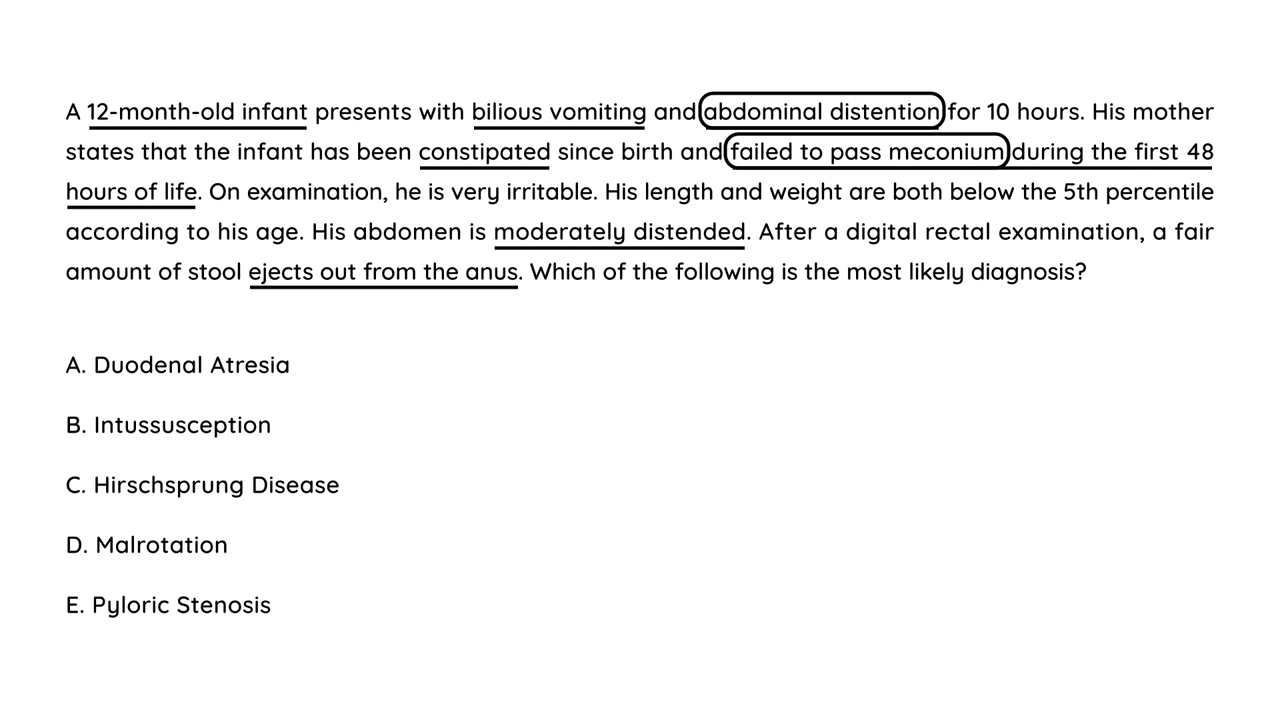 A 12-month-old infant presents with bilious vomiting and abdominal distention for 10 hours. His mother
states that the infant has been constipated since birth and failed to pass meconium during the first 48
hours of life. On examination, he is very irritable. His length and weight are both below the 5th percentile
according to his age. His abdomen is moderately distended. After a digital rectal examination, a fair
amount of stool ejects out from the anus. Which of the following is the most likely diagnosis?
A. Duodenal Atresia
B. Intussusception
C. Hirschsprung Disease
D. Malrotation
E. Pyloric Stenosis